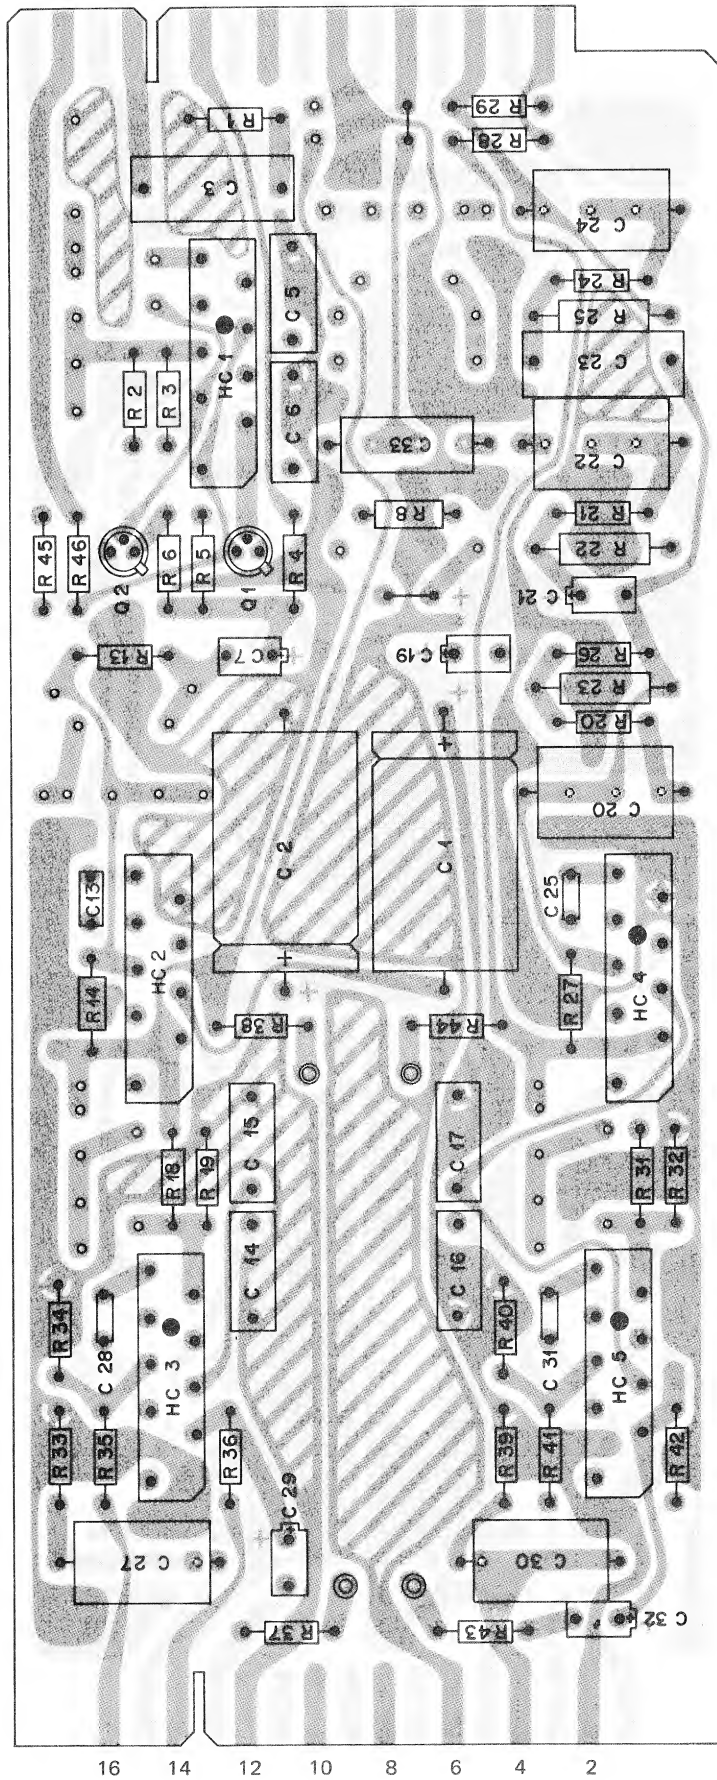 R 29
R 1
R 28
C 3
C 24
R 24
C 5
R 25
HC 1
C 23
R 2
R 3
C 6
C 33
C 22
R 8
R 21
R 45
R 46
Q2
R 6
R 5
Q1
R 4
R 22
C 21
+
+
R 13
C 7
+
+
C 19
+
R 26
R 23
+
R 20
+
C 20
C 2
C 1
C 13
C 25
HC 2
HC 4
+
R 14
+
R 27
R 38
R 44
C 15
C 17
R 18
R 19
R 31
R 32
C 14
C 16
R 34
C 28
HC 3
R 40
C 31
HC 5
R 33
R 35
R 36
R 39
R 41
R 42
C 29
+
+
C 27
C 30
R 37
R 43
+
C 32
16 14 12 10 8 6 4 2